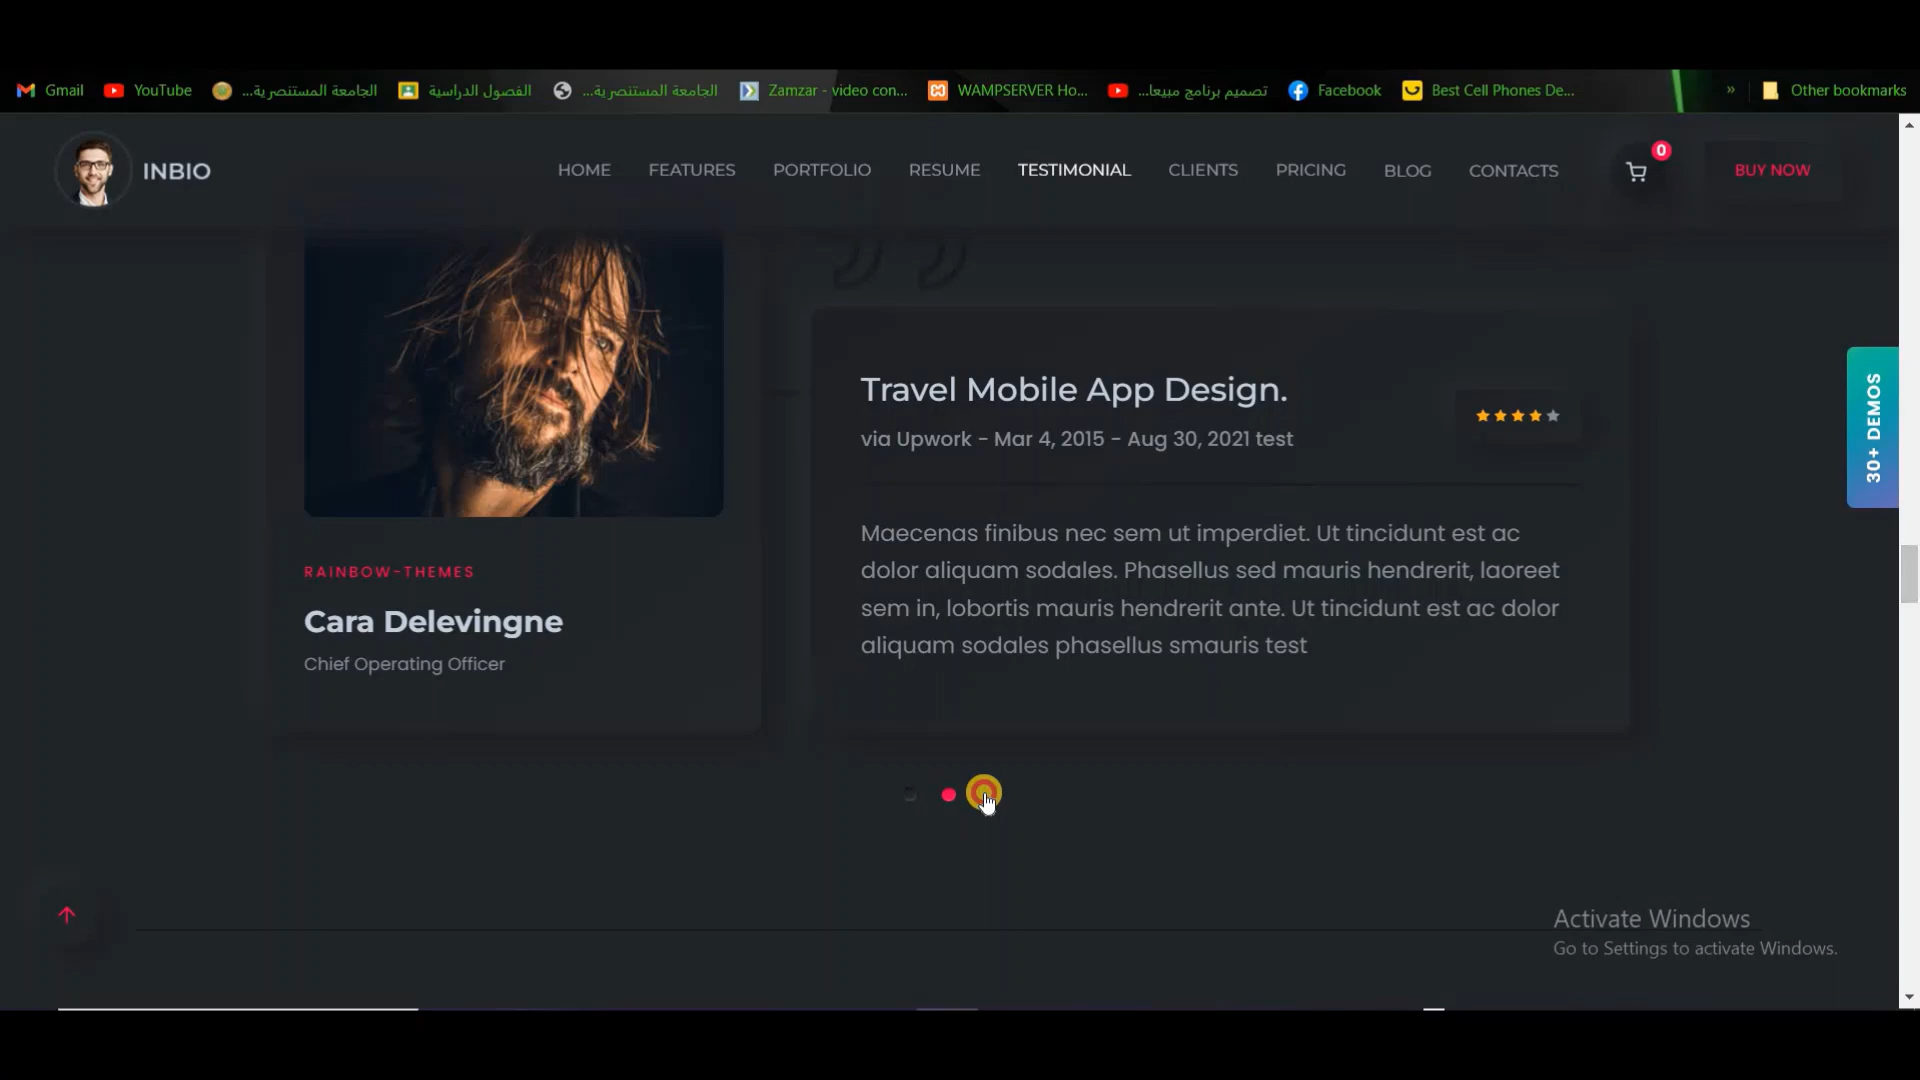 Gmail
YouTube
الجامعة المستنصرية...
الفصول الدراسية
الجامعة المستنصرية...
Zamzar - video con...
WAMPSERVER Ho...
تصميم برنامج مبيعا...
Facebook
Best Cell Phones De...
»
Other bookmarks
INBIO
HOME
FEATURES
PORTFOLIO
RESUME
TESTIMONIAL
CLIENTS
PRICING
BLOG
CONTACTS
0
BUY NOW
Travel Mobile App Design.
via Upwork - Mar 4, 2015 - Aug 30, 2021 test
30+ DEMOS
Maecenas finibus nec sem ut imperdiet. Ut tincidunt est ac
dolor aliquam sodales. Phasellus sed mauris hendrerit, laoreet
sem in, lobortis mauris hendrerit ante. Ut tincidunt est ac dolor
aliquam sodales phasellus smauris test
RAINBOW-THEMES
Cara Delevingne
Chief Operating Officer
Activate Windows
Go to Settings to activate Windows.